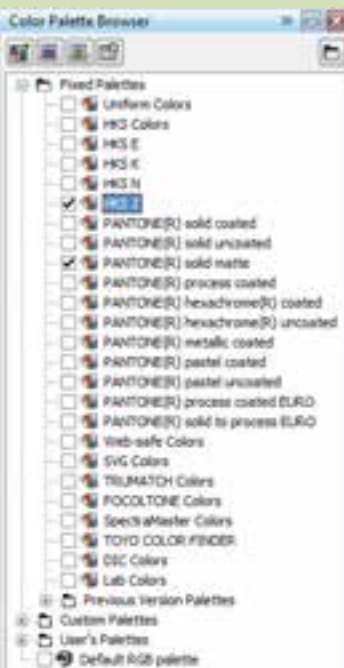 Color Palette Browser
Fixed Palettes
Uniform Colors
HKS Colors
HKS E
HKS K
HKS N
HKS Z
PANTONE(R) solid coated
PANTONE(R) solid uncoated
PANTONE(R) solid matte
PANTONE(R) process coated
PANTONE(R) hexachrome(R) coated
PANTONE(R) hexachrome(R) uncoated
PANTONE(R) metallic coated
PANTONE(R) pastel coated
PANTONE(R) pastel uncoated
PANTONE(R) process coated EURO
PANTONE(R) solid to process EURO
Web-safe Colors
SVG Colors
TRUMATCH Colors
FOCOLTONE Colors
SpectraMaster Colors
TOYO COLOR FINDER
DIC Colors
Lab Colors
Previous Version Palettes
Custom Palettes
User's Palettes
Default RGB palette